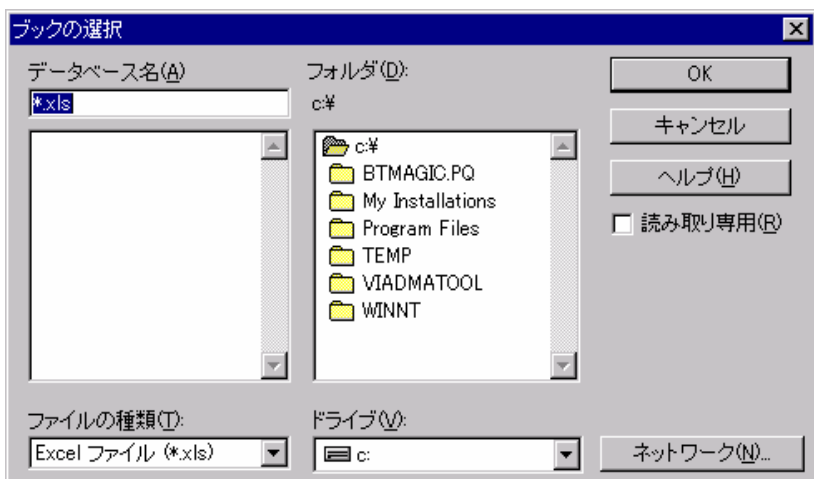 ブックの選択
データベース名(A)
*.xls
フォルダ(D):
c:¥
c:¥
BTMAGIC.PQ
My Installations
Program Files
TEMP
VIADMATOOL
WINNT
OK
キャンセル
ヘルプ(H)
読み取り専用(R)
ファイルの種類(T):
Excel ファイル (*.xls)
ドライブ(V):
c:
ネットワーク(N)...